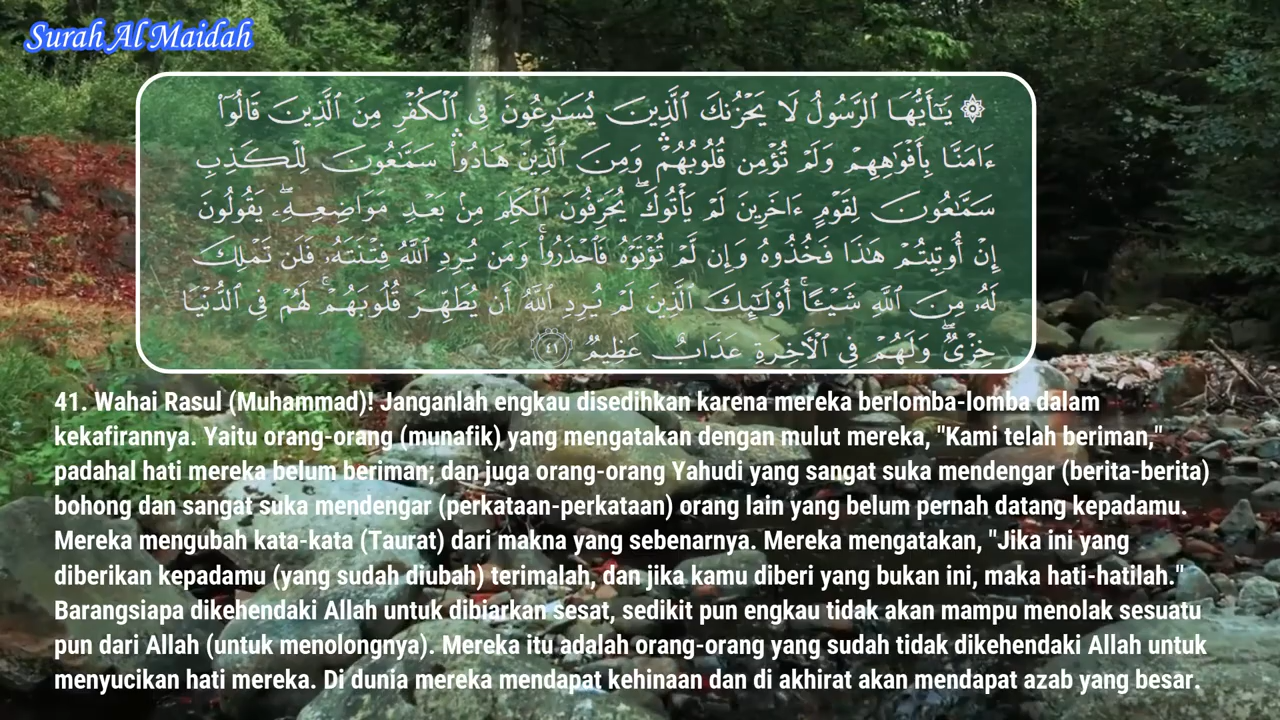 Surah Al Maidah
۞ يَـٰٓأَيُّهَا ٱلرَّسُولُ لَا يَحْزُنكَ ٱلَّذِينَ يُسَـٰرِعُونَ فِى ٱلْكُفْرِ مِنَ ٱلَّذِينَ قَالُوٓا۟
ءَامَنَّا بِأَفْوَٰهِهِمْ وَلَمْ تُؤْمِن قُلُوبُهُمْ ۛ وَمِنَ ٱلَّذِينَ هَادُوا۟ ۛ سَمَّـٰعُونَ لِلْكَذِبِ
سَمَّـٰعُونَ لِقَوْمٍ ءَاخَرِينَ لَمْ يَأْتُوكَ ۖ يُحَرِّفُونَ ٱلْكَلِمَ مِنۢ بَعْدِ مَوَاضِعِهِۦ ۖ يَقُولُونَ
إِنْ أُوتِيتُمْ هَـٰذَا فَخُذُوهُ وَإِن لَّمْ تُؤْتَوْهُ فَٱحْذَرُوا۟ ۚ وَمَن يُرِدِ ٱللَّهُ فِتْنَتَهُۥ فَلَن تَمْلِكَ
لَهُۥ مِنَ ٱللَّهِ شَيْـًٔا ۚ أُو۟لَـٰٓئِكَ ٱلَّذِينَ لَمْ يُرِدِ ٱللَّهُ أَن يُطَهِّرَ قُلُوبَهُمْ ۚ لَهُمْ فِى ٱلدُّنْيَا
خِزْىٌ ۖ وَلَهُمْ فِى ٱلْـَٔاخِرَةِ عَذَابٌ عَظِيمٌ ٤١
41. Wahai Rasul (Muhammad)! Janganlah engkau disedihkan karena mereka berlomba-lomba dalam
kekafirannya. Yaitu orang-orang (munafik) yang mengatakan dengan mulut mereka, "Kami telah beriman,"
padahal hati mereka belum beriman; dan juga orang-orang Yahudi yang sangat suka mendengar (berita-berita)
bohong dan sangat suka mendengar (perkataan-perkataan) orang lain yang belum pernah datang kepadamu.
Mereka mengubah kata-kata (Taurat) dari makna yang sebenarnya. Mereka mengatakan, "Jika ini yang
diberikan kepadamu (yang sudah diubah) terimalah, dan jika kamu diberi yang bukan ini, maka hati-hatilah."
Barangsiapa dikehendaki Allah untuk dibiarkan sesat, sedikit pun engkau tidak akan mampu menolak sesuatu
pun dari Allah (untuk menolongnya). Mereka itu adalah orang-orang yang sudah tidak dikehendaki Allah untuk
menyucikan hati mereka. Di dunia mereka mendapat kehinaan dan di akhirat akan mendapat azab yang besar.